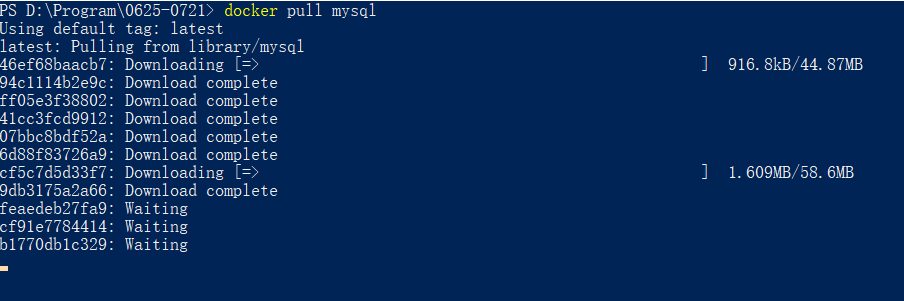 PS D:\Program\0625-0721> docker pull mysql
Using default tag: latest
latest: Pulling from library/mysql
46ef68baacb7: Downloading [=>                                                  ]  916.8kB/44.87MB
94c1114b2e9c: Download complete
ff05e3f38802: Download complete
41cc3fcd9912: Download complete
07bbc8bdf52a: Download complete
6d88f83726a9: Download complete
cf5c7d5d33f7: Downloading [=>                                                  ]  1.609MB/58.6MB
9db3175a2a66: Download complete
feaedeb27fa9: Waiting
cf91e7784414: Waiting
b1770db1c329: Waiting